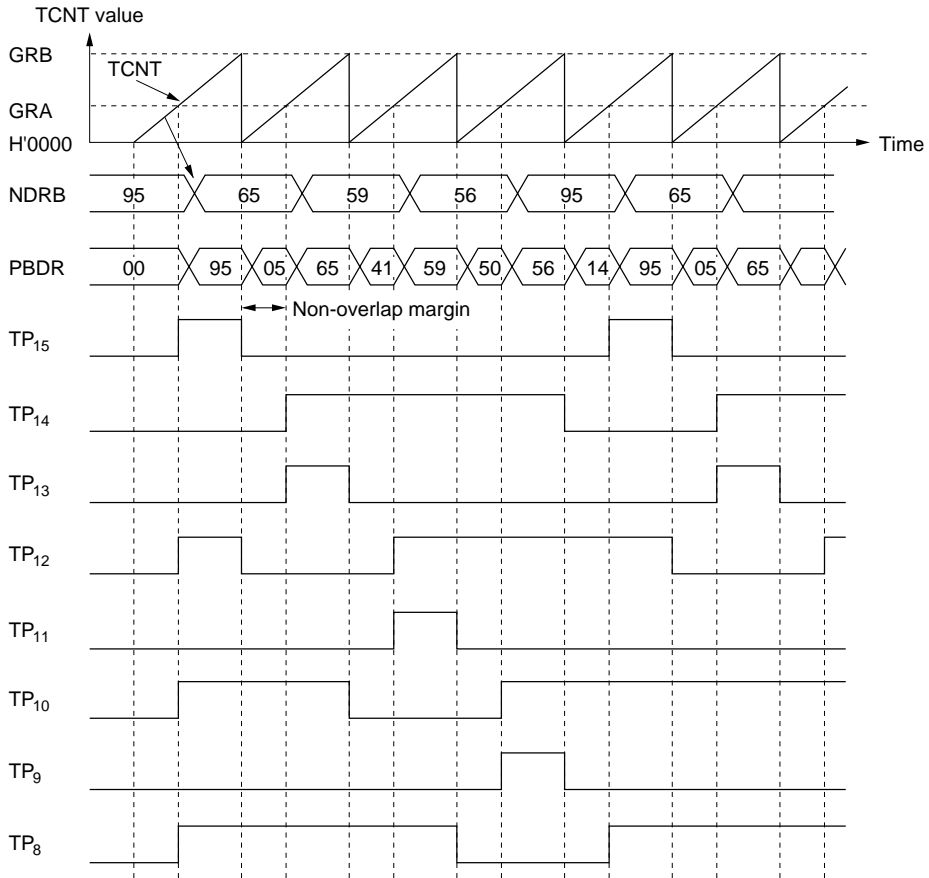 TCNT value
GRB
TCNT
GRA
H'0000
Time
NDRB 95 65 59 56 95 65
PBDR 00 95 05 65 41 59 50 56 14 95 05 65
Non-overlap margin
TP15
TP14
TP13
TP12
TP11
TP10
TP9
TP8